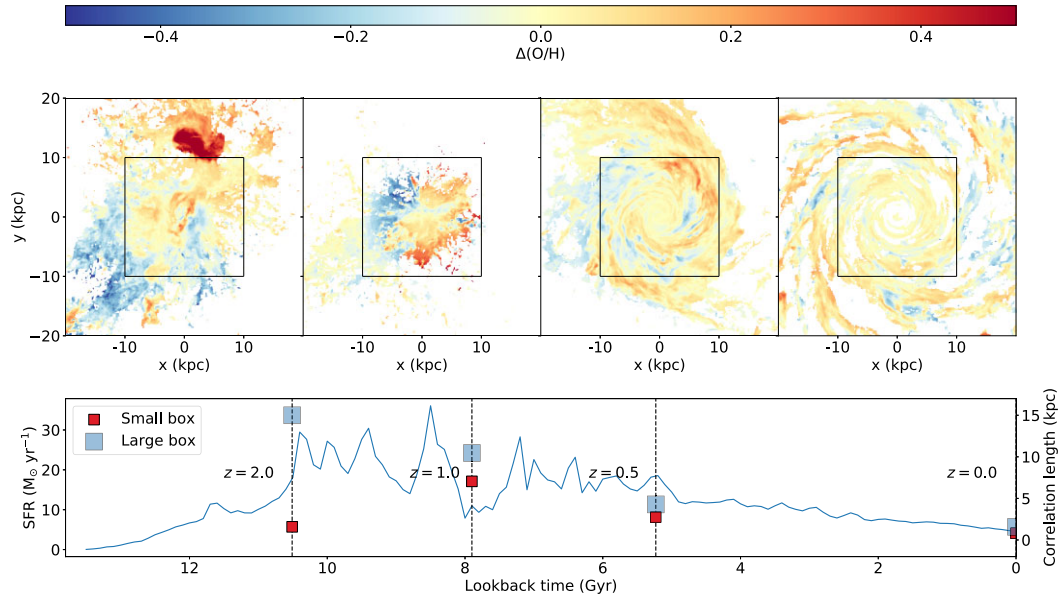 −0.4 −0.2 0.0 0.2 0.4
Δ(O/H)
20
10
0
−10
−20
y (kpc)
-10 0 10 -10 0 10 -10 0 10 -10 0 10
x (kpc) x (kpc) x (kpc) x (kpc)
Small box
Large box
z = 2.0 z = 1.0 z = 0.5 z = 0.0
30
20
10
0
SFR (M⊙ yr⁻¹)
15
10
5
0
Correlation length (kpc)
12 10 8 6 4 2 0
Lookback time (Gyr)